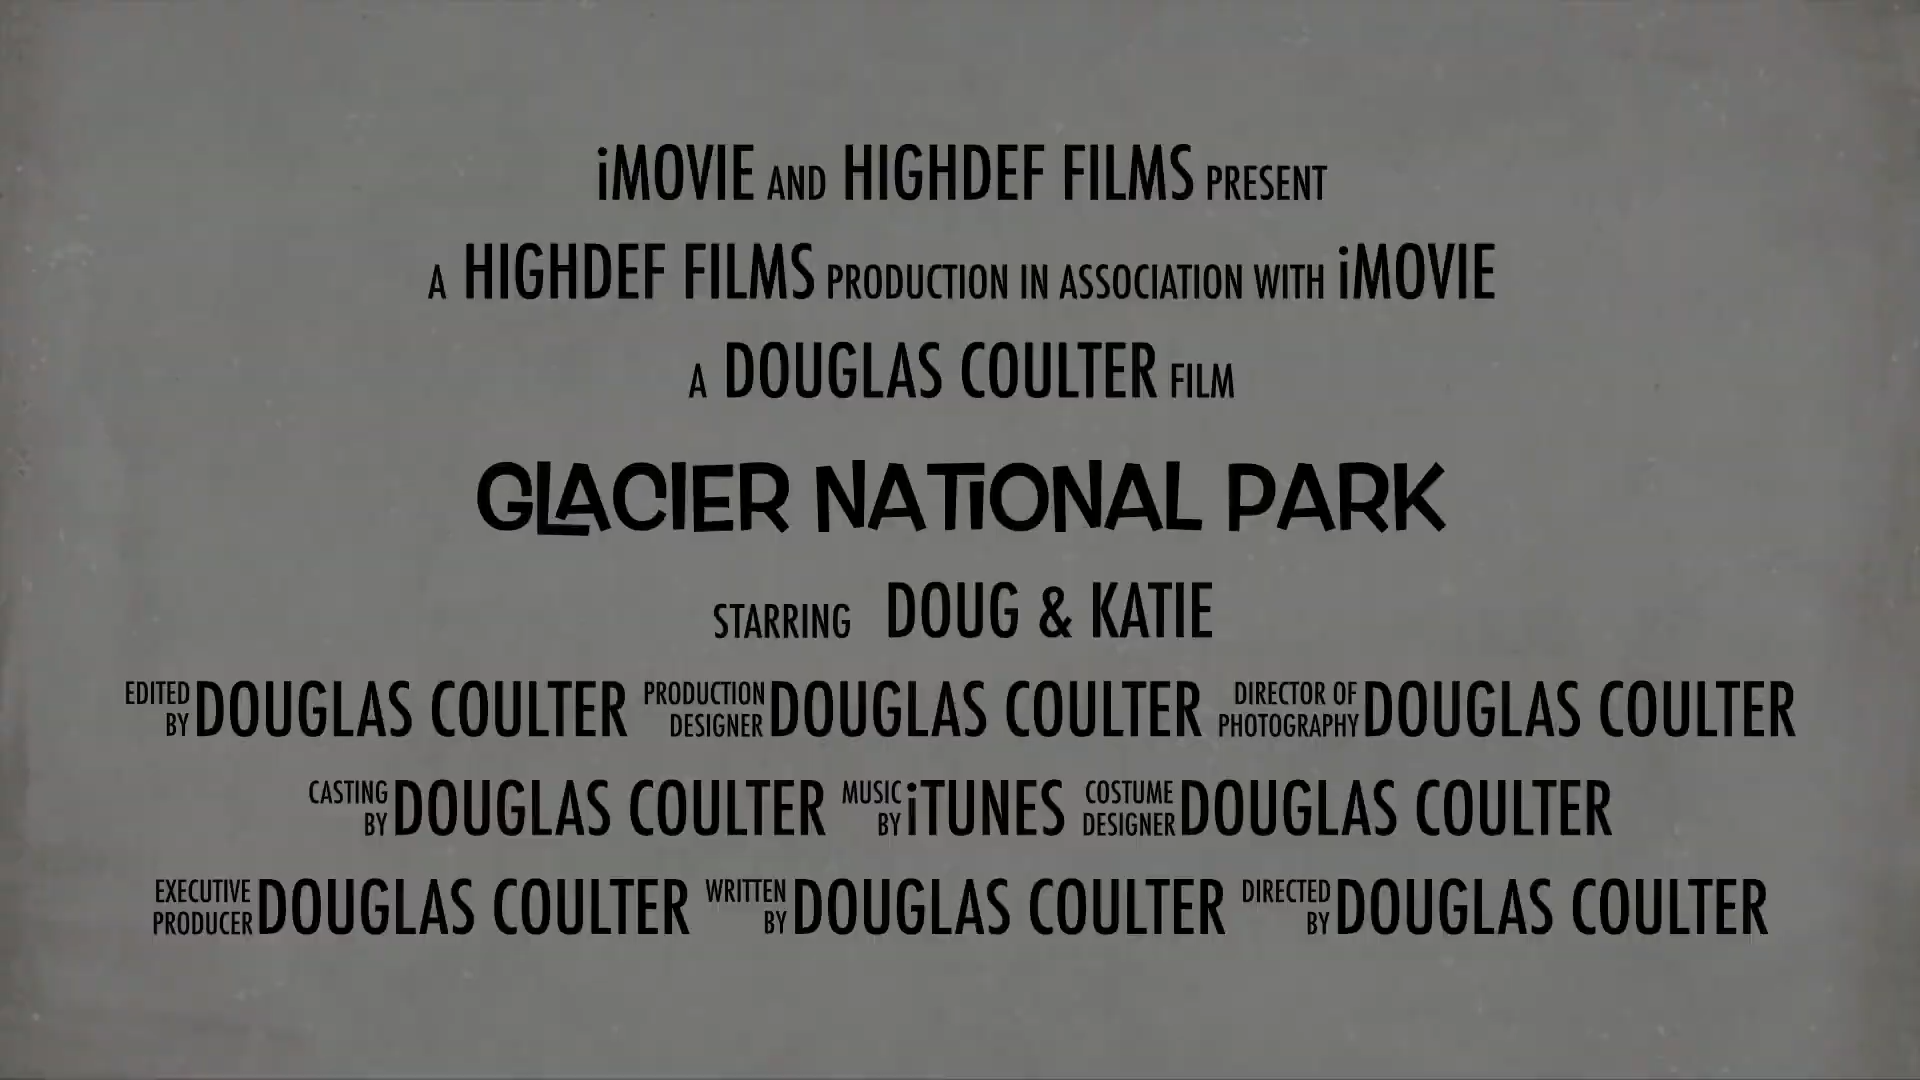 iMOVIE AND HIGHDEF FILMS PRESENT
A HIGHDEF FILMS PRODUCTION IN ASSOCIATION WITH iMOVIE
A DOUGLAS COULTER FILM
GLACIER NATIONAL PARK
STARRING DOUG & KATIE
EDITED BY DOUGLAS COULTER PRODUCTION DESIGNER DOUGLAS COULTER DIRECTOR OF PHOTOGRAPHY DOUGLAS COULTER
CASTING BY DOUGLAS COULTER MUSIC BY iTUNES COSTUME DESIGNER DOUGLAS COULTER
EXECUTIVE PRODUCER DOUGLAS COULTER WRITTEN BY DOUGLAS COULTER DIRECTED BY DOUGLAS COULTER